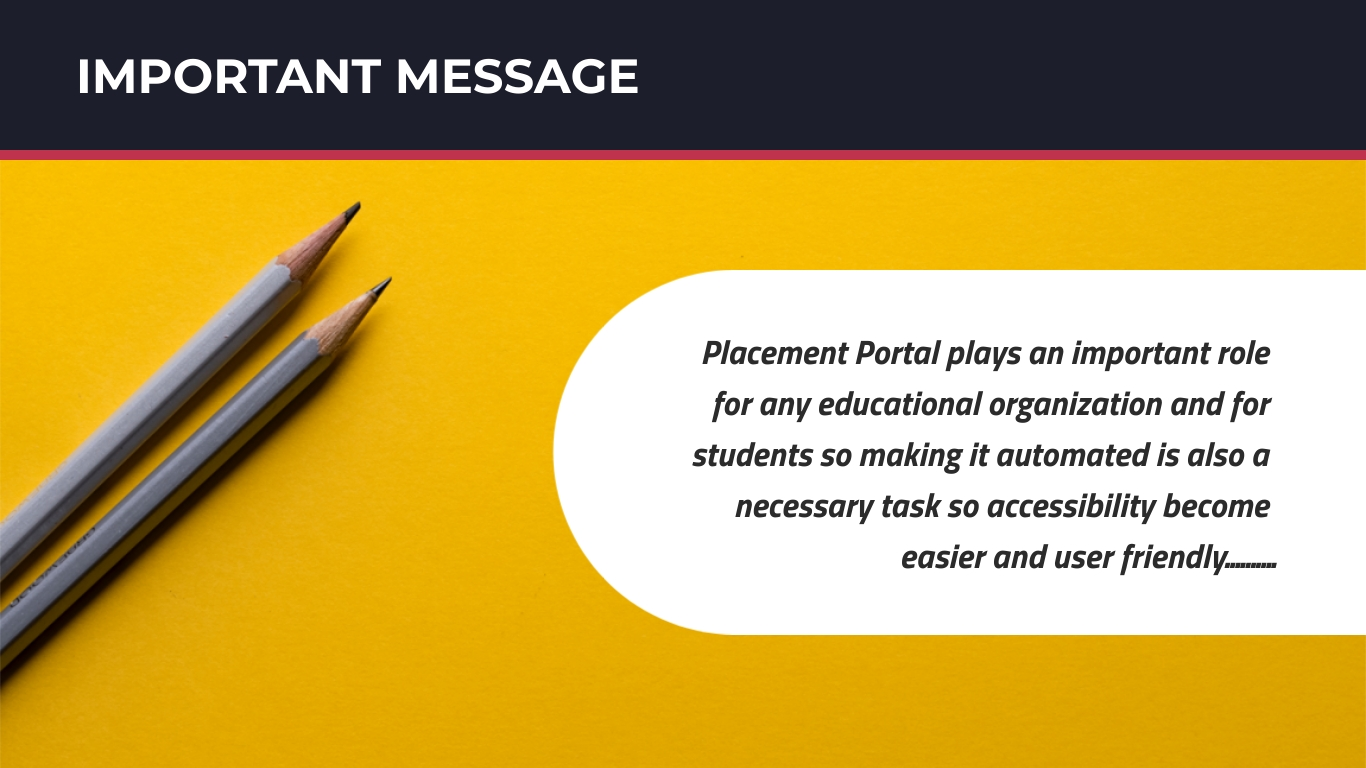 IMPORTANT MESSAGE
Placement Portal plays an important role
for any educational organization and for
students so making it automated is also a
necessary task so accessibility become
easier and user friendly..........